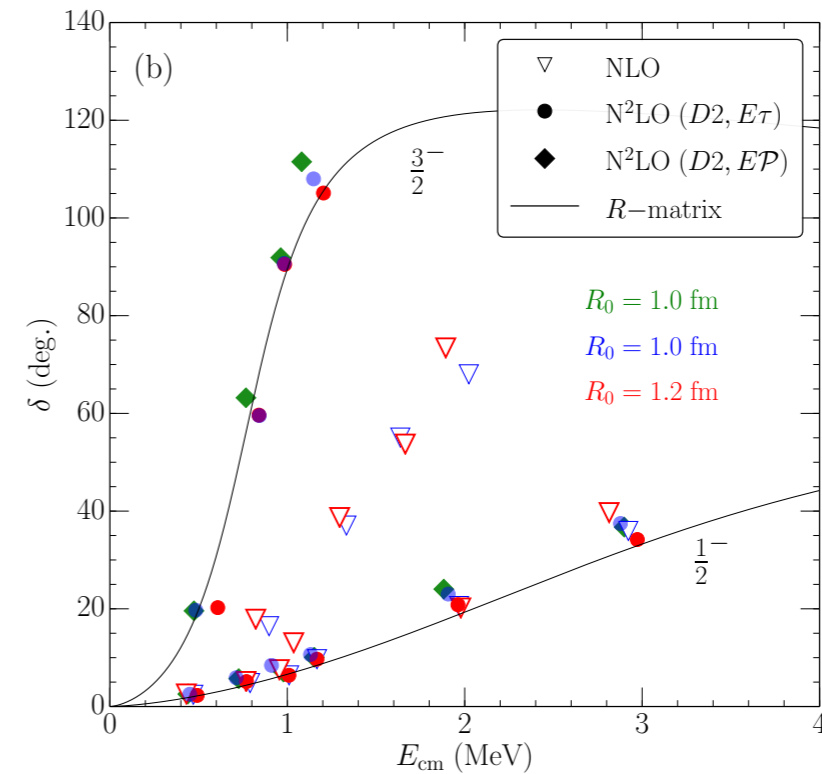 (b)
NLO
N²LO (D2, Eτ)
N²LO (D2, E𝒫)
R−matrix
3/2⁻
R₀ = 1.0 fm
R₀ = 1.0 fm
R₀ = 1.2 fm
1/2⁻
δ (deg.)
140
120
100
80
60
40
20
0
0 1 2 3 4
E_cm (MeV)